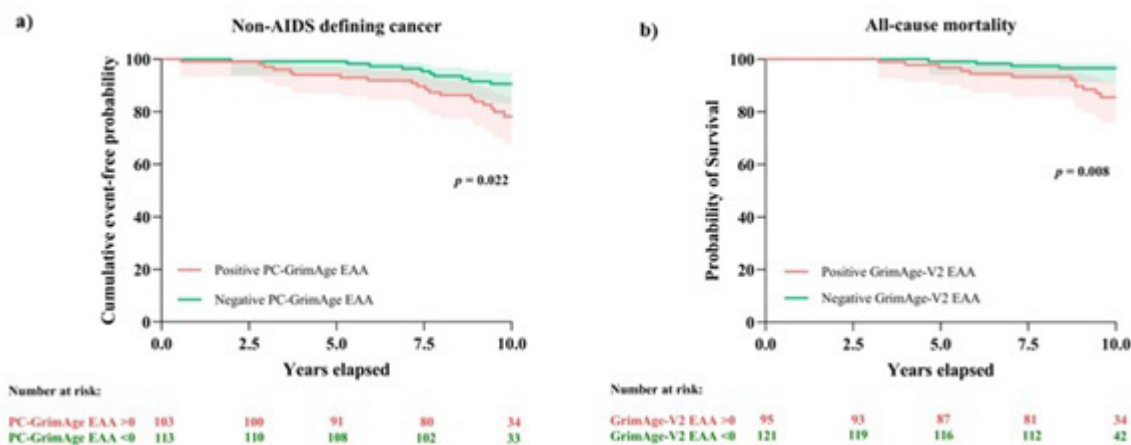 a)
Non-AIDS defining cancer
Cumulative event-free probability
100
80
60
40
20
0
p = 0.022
Positive PC-GrimAge EAA
Negative PC-GrimAge EAA
0.0 2.5 5.0 7.5 10.0
Years elapsed
Number at risk:
PC-GrimAge EAA >0 103 100 91 80 34
PC-GrimAge EAA <0 113 110 108 102 33
b)
All-cause mortality
Probability of Survival
100
80
60
40
20
0
p = 0.008
Positive GrimAge-V2 EAA
Negative GrimAge-V2 EAA
0.0 2.5 5.0 7.5 10.0
Years elapsed
Number at risk:
GrimAge-V2 EAA >0 95 93 87 81 34
GrimAge-V2 EAA <0 121 119 116 112 42